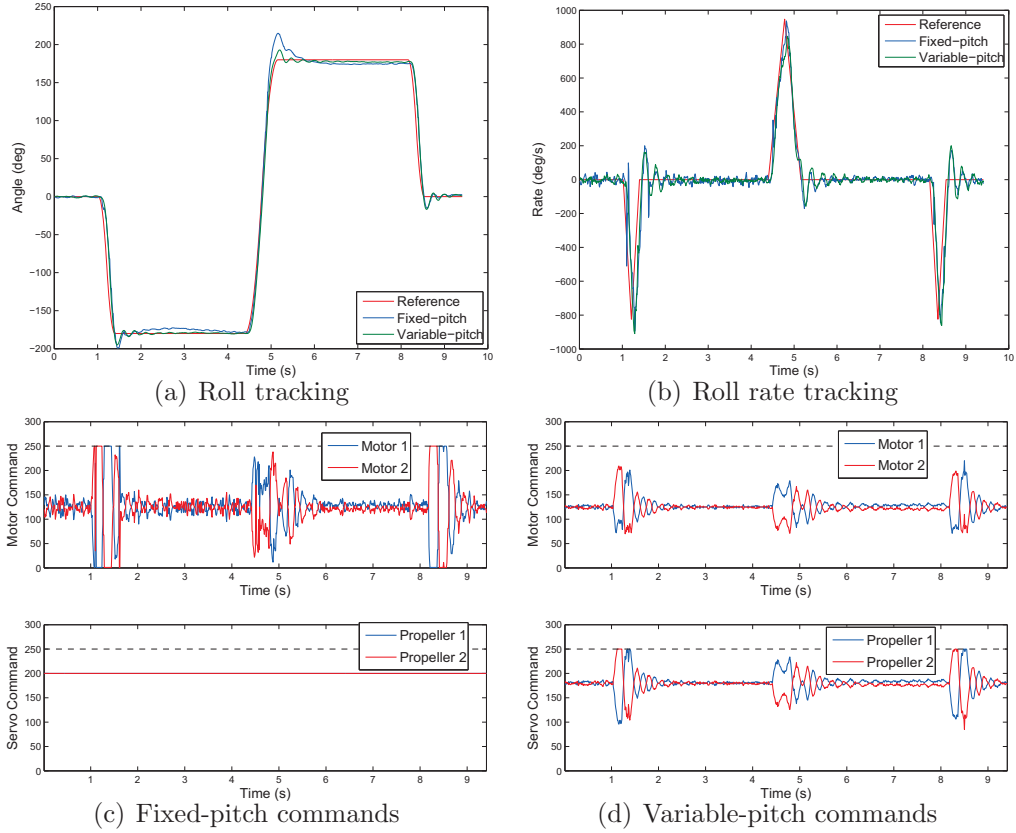 250
200
150
100
50
0
−50
−100
−150
−200
Angle (deg)
0 1 2 3 4 5 6 7 8 9 10
Time (s)
Reference
Fixed−pitch
Variable−pitch
(a) Roll tracking
1000
800
600
400
200
0
−200
−400
−600
−800
−1000
Rate (deg/s)
0 1 2 3 4 5 6 7 8 9 10
Time (s)
Reference
Fixed−pitch
Variable−pitch
(b) Roll rate tracking
300
250
200
150
100
50
0
Motor Command
1 2 3 4 5 6 7 8 9
Time (s)
Motor 1
Motor 2
300
250
200
150
100
50
0
Servo Command
1 2 3 4 5 6 7 8 9
Time (s)
Propeller 1
Propeller 2
(c) Fixed-pitch commands
300
250
200
150
100
50
0
Motor Command
1 2 3 4 5 6 7 8 9
Time (s)
Motor 1
Motor 2
300
250
200
150
100
50
0
Servo Command
1 2 3 4 5 6 7 8 9
Time (s)
Propeller 1
Propeller 2
(d) Variable-pitch commands